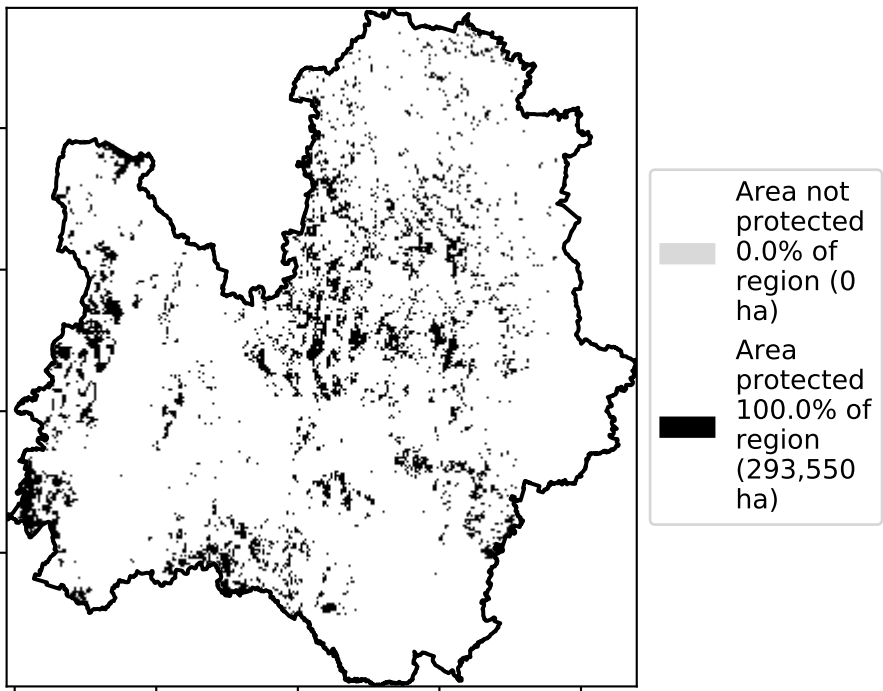 Area not
protected
0.0% of
region (0
ha)
Area
protected
100.0% of
region
(293,550
ha)